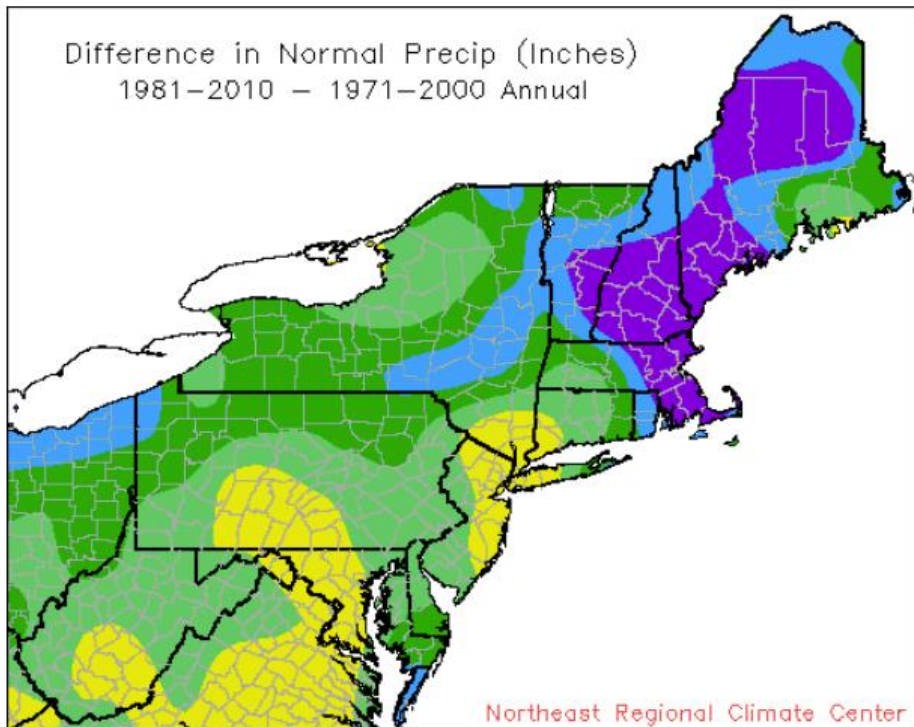 Difference in Normal Precip (Inches)
1981-2010 - 1971-2000 Annual
Northeast Regional Climate Center